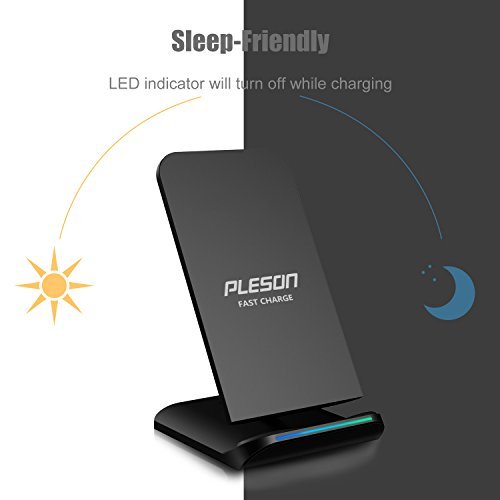 Sleep-Friendly
LED indicator will turn off while charging
PLESON
FAST CHARGE